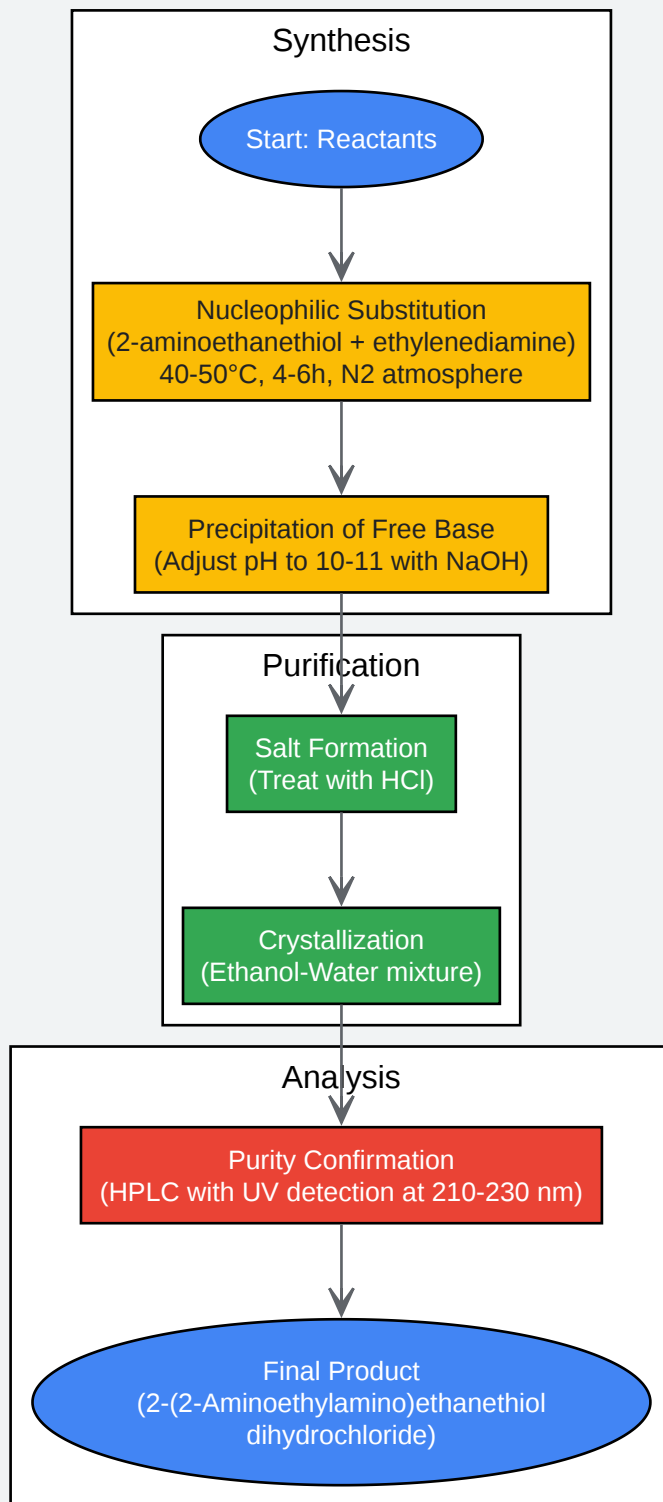 Synthesis
Start: Reactants
Nucleophilic Substitution
(2-aminoethanethiol + ethylenediamine)
40-50°C, 4-6h, N2 atmosphere
Precipitation of Free Base
(Adjust pH to 10-11 with NaOH)
Purification
Salt Formation
(Treat with HCl)
Crystallization
(Ethanol-Water mixture)
Analysis
Purity Confirmation
(HPLC with UV detection at 210-230 nm)
Final Product
(2-(2-Aminoethylamino)ethanethiol
dihydrochloride)